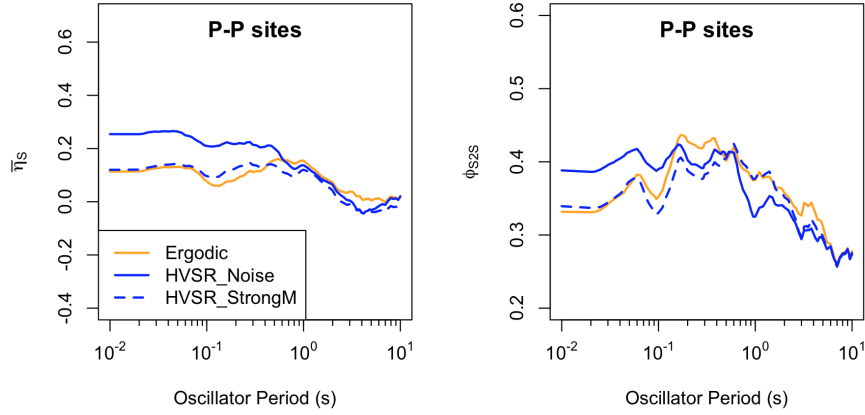 P-P sites
0.6
0.4
0.2
0.0
-0.2
-0.4
η̅S
Ergodic
HVSR_Noise
HVSR_StrongM
10-2
10-1
100
101
Oscillator Period (s)
P-P sites
0.6
0.5
0.4
0.3
0.2
ϕS2S
10-2
10-1
100
101
Oscillator Period (s)